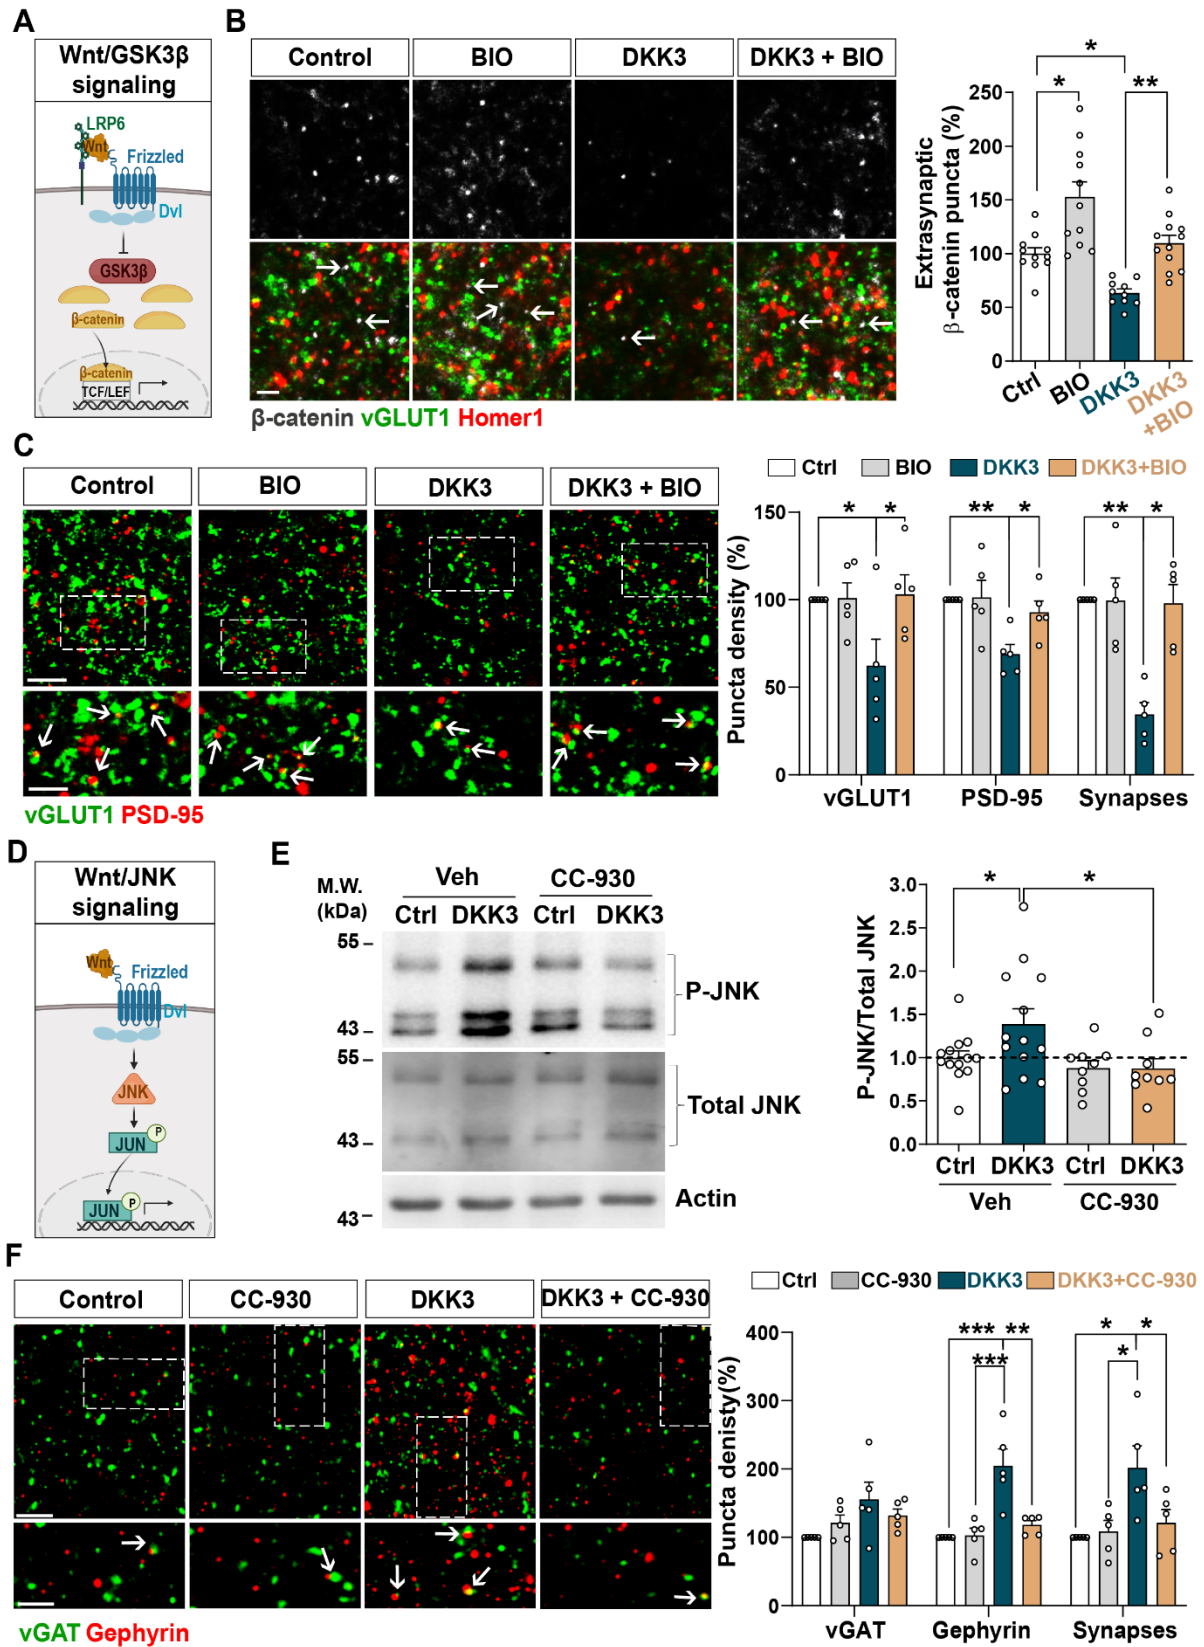 A
Wnt/GSK3β
signaling
LRP6
Wnt
Frizzled
Dvl
GSK3β
β-catenin
β-catenin
TCF/LEF
B
Control
BIO
DKK3
DKK3 + BIO
β-catenin vGLUT1 Homer1
*
* **
Extrasynaptic
β-catenin puncta (%)
250
200
150
100
50
0
Ctrl
BIO
DKK3
DKK3
+BIO
C
Control
BIO
DKK3
DKK3 + BIO
vGLUT1 PSD-95
Ctrl BIO DKK3 DKK3+BIO
Puncta density (%)
150
100
50
0
* * ** * ** *
vGLUT1 PSD-95 Synapses
D
Wnt/JNK
signaling
Wnt
Frizzled
Dvl
JNK
JUN P
JUN P
E
M.W.
(kDa)
Veh CC-930
Ctrl DKK3 Ctrl DKK3
55
43
P-JNK
55
43
Total JNK
43
Actin
P-JNK/Total JNK
3.0
2.5
2.0
1.5
1.0
0.5
0.0
* *
Ctrl DKK3 Ctrl DKK3
Veh CC-930
F
Control
CC-930
DKK3
DKK3 + CC-930
vGAT Gephyrin
Ctrl CC-930 DKK3 DKK3+CC-930
Puncta denisty(%)
400
300
200
100
0
*** ** * *
*** *
vGAT Gephyrin Synapses